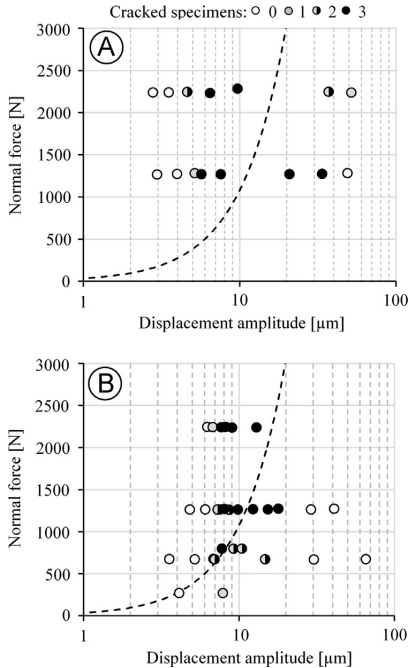 Cracked specimens: 0 1 2 3
A
3000
2500
2000
1500
1000
500
0
1 10 100
Normal force [N]
Displacement amplitude [µm]
B
3000
2500
2000
1500
1000
500
0
1 10 100
Normal force [N]
Displacement amplitude [µm]